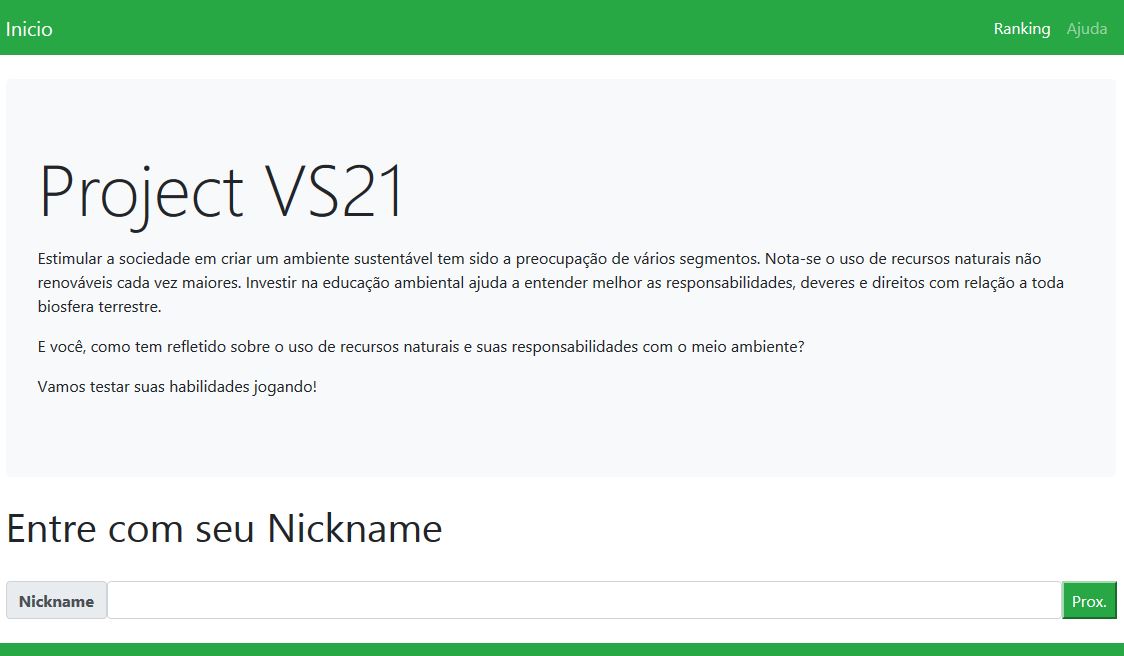 Inicio
Ranking Ajuda
Project VS21
Estimular a sociedade em criar um ambiente sustentável tem sido a preocupação de vários segmentos. Nota-se o uso de recursos naturais não
renováveis cada vez maiores. Investir na educação ambiental ajuda a entender melhor as responsabilidades, deveres e direitos com relação a toda
biosfera terrestre.
E você, como tem refletido sobre o uso de recursos naturais e suas responsabilidades com o meio ambiente?
Vamos testar suas habilidades jogando!
Entre com seu Nickname
Nickname
Prox.